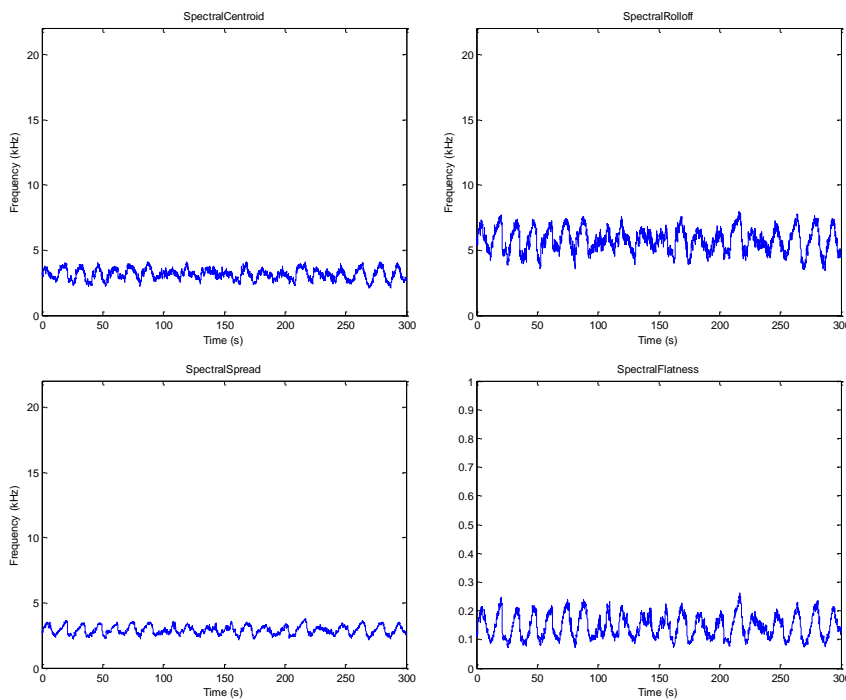 SpectralCentroid
20
15
10
5
0
Frequency (kHz)
0 50 100 150 200 250 300
Time (s)
SpectralRolloff
20
15
10
5
0
Frequency (kHz)
0 50 100 150 200 250 300
Time (s)
SpectralSpread
20
15
10
5
0
Frequency (kHz)
0 50 100 150 200 250 300
Time (s)
SpectralFlatness
1
0.9
0.8
0.7
0.6
0.5
0.4
0.3
0.2
0.1
0
0 50 100 150 200 250 300
Time (s)